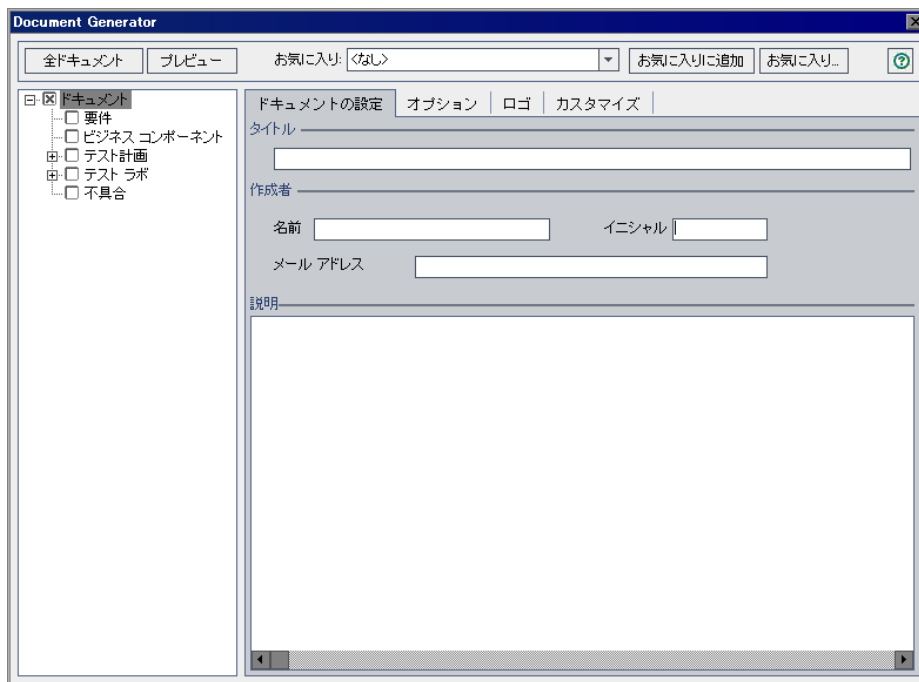 Document Generator
全ドキュメント プレビュー お気に入り: <なし> お気に入りに追加 お気に入り...
ドキュメント
要件
ビジネス コンポーネント
テスト計画
テスト ラボ
不具合
ドキュメントの設定 オプション ロゴ カスタマイズ
タイトル
作成者
名前 イニシャル
メール アドレス
説明